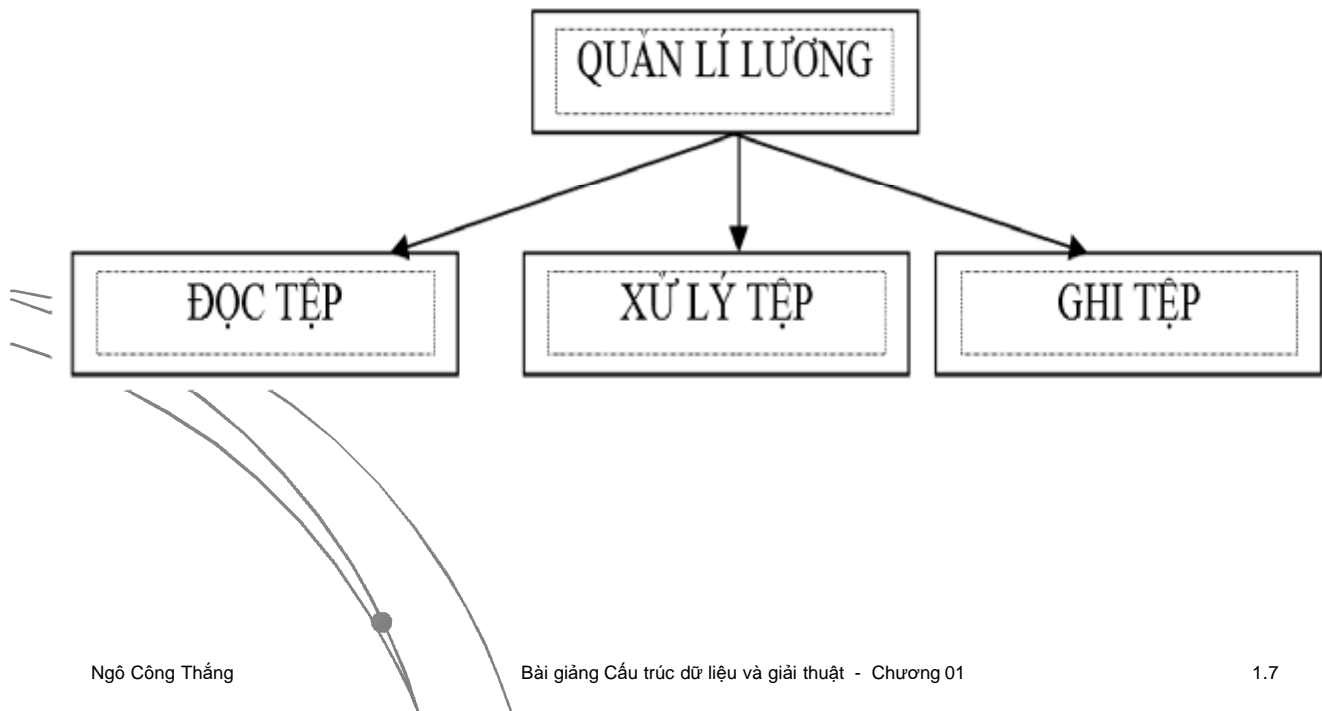 QUẢN LÍ LƯƠNG
ĐỌC TỆP
XỬ LÝ TỆP
GHI TỆP
Ngô Công Thắng
Bài giảng Cấu trúc dữ liệu và giải thuật - Chương 01
1.7